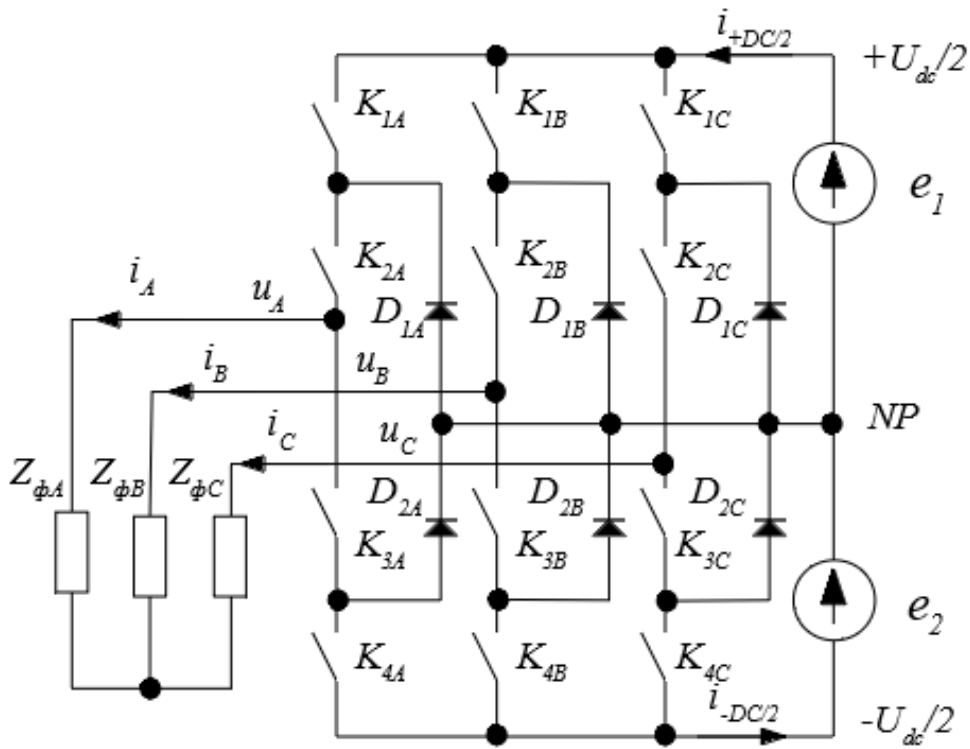 i+DC/2
+Udc/2
K1A K1B K1C
e1
K2A K2B K2C
iA uA D1A D1B D1C
iB uB
NP
iC uC
ZфA ZфB ZфC D2A D2B D2C
K3A K3B K3C
e2
K4A K4B K4C
i-DC/2
-Udc/2